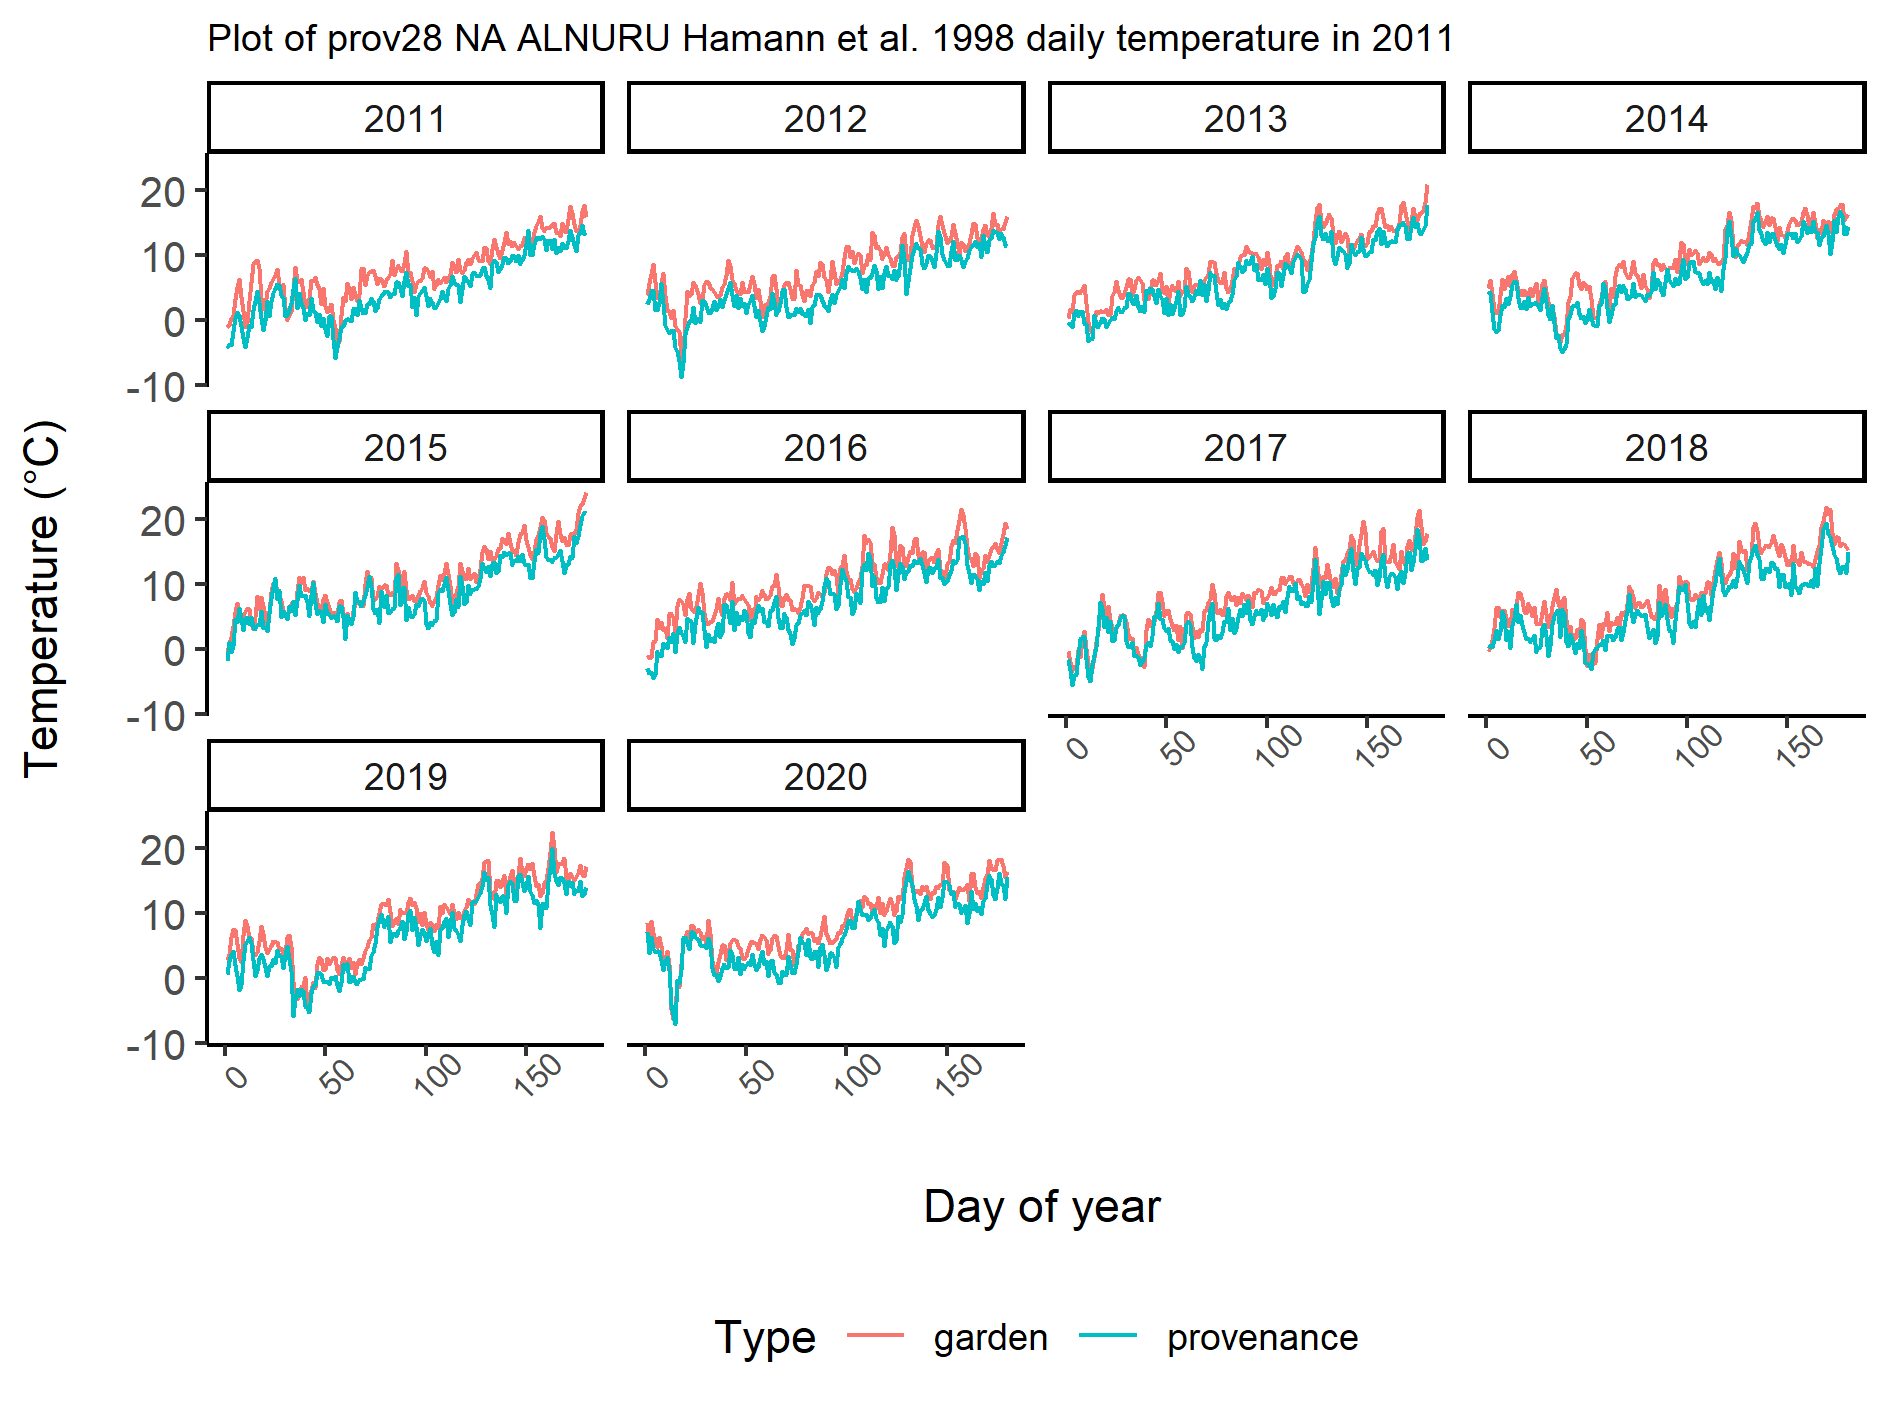 Plot of prov28 NA ALNURU Hamann et al. 1998 daily temperature in 2011
2011 2012 2013 2014
20
10
0
-10
2015 2016 2017 2018
20
10
0
-10
0 50 100 150 0 50 100 150
2019 2020
20
10
0
-10
0 50 100 150 0 50 100 150
Temperature (°C)
Day of year
Type garden provenance